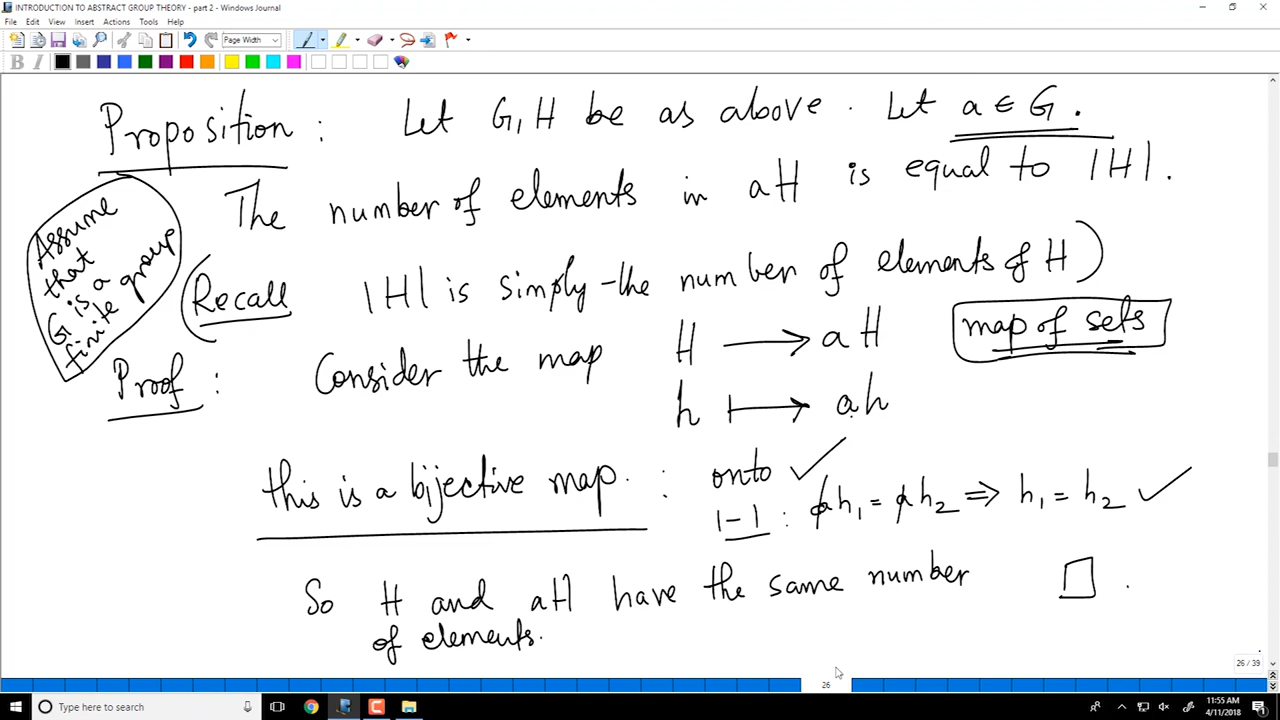 INTRODUCTION TO ABSTRACT GROUP THEORY - part 2 - Windows Journal
File Edit View Insert Actions Tools Help
Page Width
B I
Proposition : Let G, H be as above. Let a ∈ G.
The number of elements in aH is equal to |H|.
Assume
that
G is a
finite group
(Recall |H| is simply the number of elements of H)
Proof : Consider the map H ⟶ aH
map of sets
h ⟼ ah
this is a bijective map. : onto ✓
1-1 : ah₁ = ah₂ ⇒ h₁ = h₂ ✓
So H and aH have the same number □ .
of elements.
26 / 39
26
Type here to search
11:55 AM
4/11/2018
1